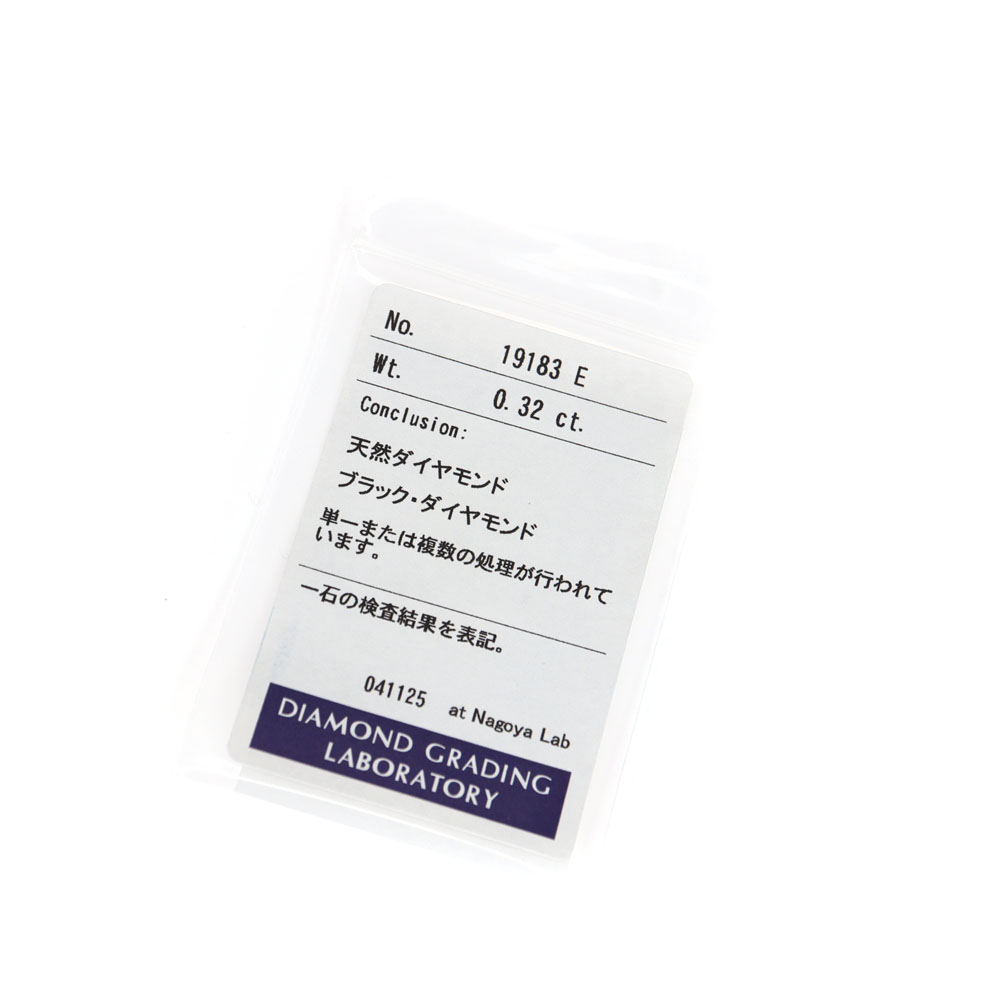 No. 19183 E
Wt. 0.32 ct.
Conclusion:
天然ダイヤモンド
ブラック・ダイヤモンド
単一または複数の処理が行われて
います。
一石の検査結果を表記。
041125 at Nagoya Lab
DIAMOND GRADING
LABORATORY